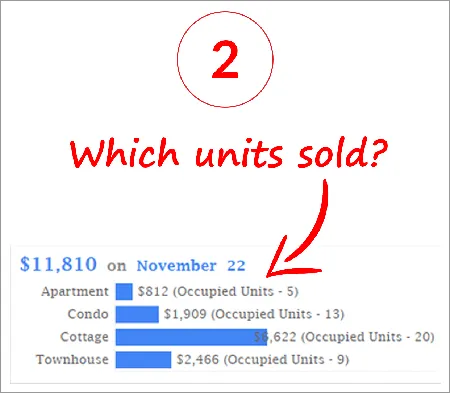 2
Which units sold?
$11,810 on November 22
Apartment $812 (Occupied Units - 5)
Condo $1,909 (Occupied Units - 13)
Cottage $6,622 (Occupied Units - 20)
Townhouse $2,466 (Occupied Units - 9)